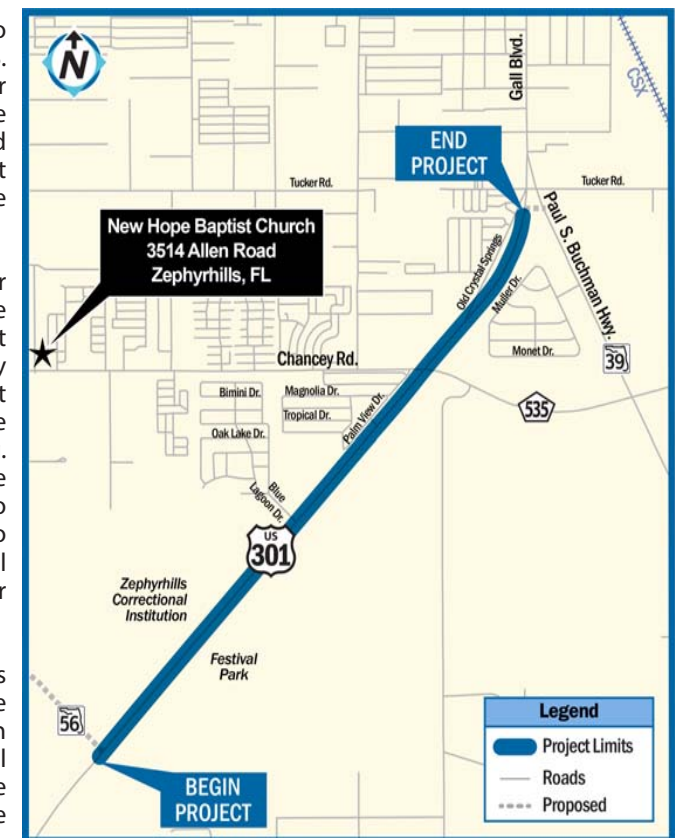 N
Gall Blvd.
CSX
END
PROJECT
Tucker Rd.
Tucker Rd.
New Hope Baptist Church
3514 Allen Road
Zephyrhills, FL
Paul S. Buchman Hwy.
Old Crystal Springs
Muller Dr.
Monet Dr.
39
Chancey Rd.
535
Bimini Dr.
Magnolia Dr.
Tropical Dr.
Palm View Dr.
Oak Lake Dr.
Blue
Lagoon Dr.
US
301
Zephyrhills
Correctional
Institution
Festival
Park
56
BEGIN
PROJECT
Legend
Project Limits
Roads
Proposed